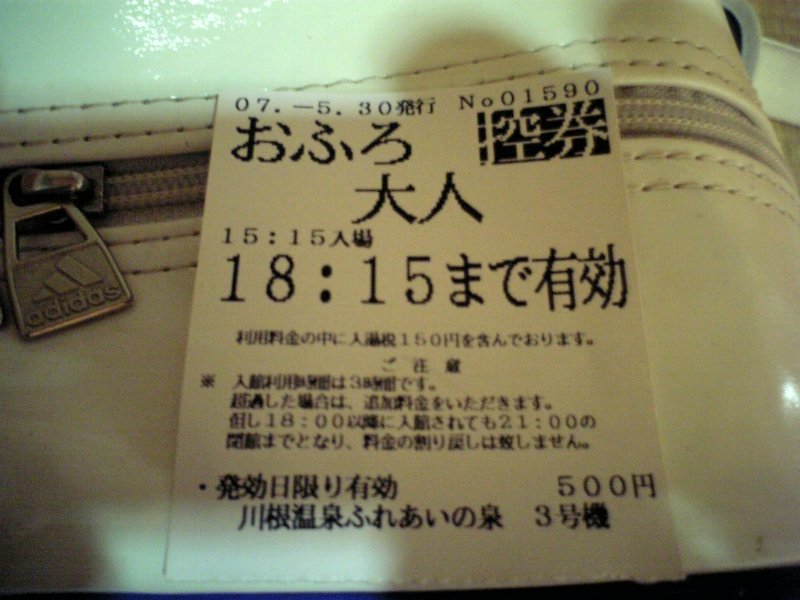 07.－5.30発行 No01590
おふろ 控券
大人
15：15入場
18：15まで有効
利用料金の中に入湯税150円を含んでおります。
ご注意
※ 入館利用時間は3時間です。
超過した場合は、追加料金をいただきます。
但し18：00以降に入館されても21：00の
閉館までとなり、料金の割り戻しは致しません。
・発効日限り有効 500円
川根温泉ふれあいの泉 3号機
adidas